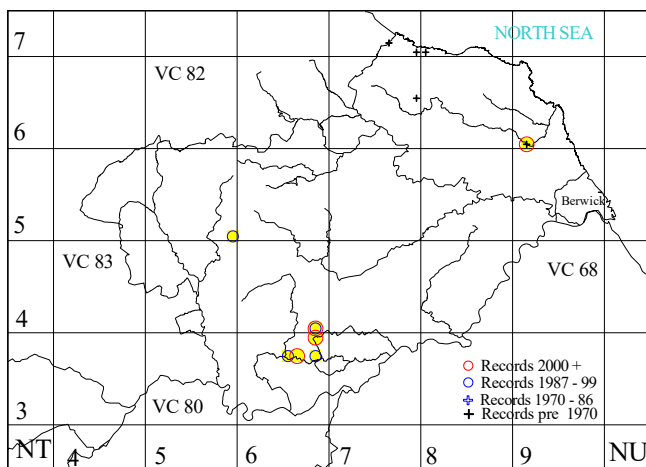 7
NORTH SEA
VC 82
6
Berwick
5
VC 83
VC 68
4
Records 2000 +
Records 1987 - 99
Records 1970 - 86
VC 80
Records pre 1970
3
NT 4 5 6 7 8 9 NU